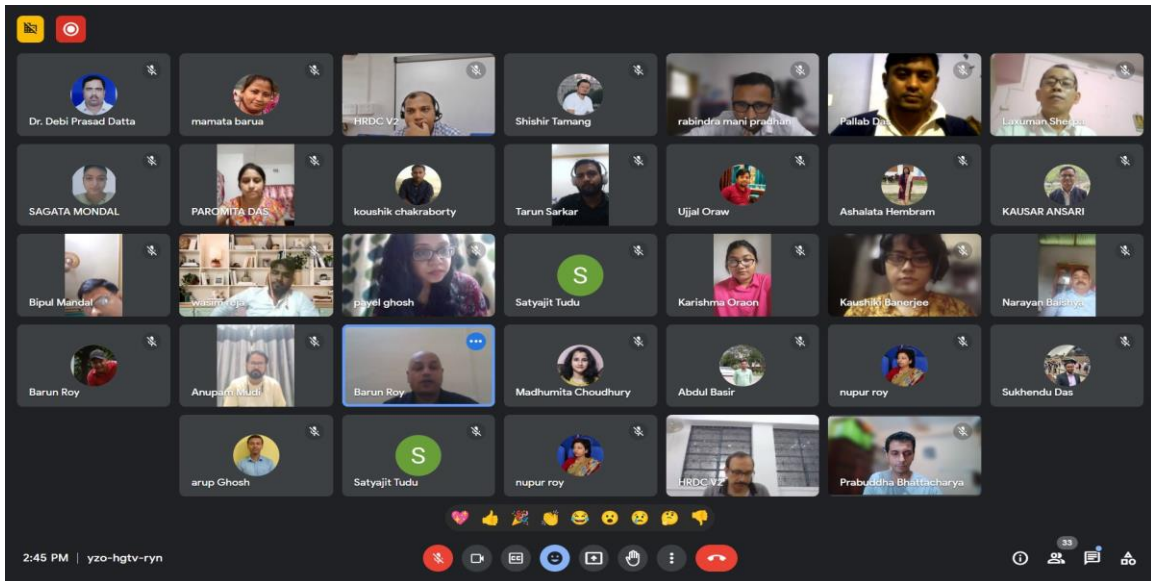 Dr. Debi Prasad Datta
mamata barua
HRDC V2
Shishir Tamang
rabindra mani pradhan
Pallab Das
Laxuman Sherpa
SAGATA MONDAL
PAROMITA DAS
koushik chakraborty
Tarun Sarkar
Ujjal Oraw
Ashalata Hembram
KAUSAR ANSARI
Bipul Mandal
wasim reja
payel ghosh
S
Satyajit Tudu
Karishma Oraon
Kaushiki Banerjee
Narayan Baishya
Barun Roy
Anupam Mudi
Barun Roy
Madhumita Choudhury
Abdul Basir
nupur roy
Sukhendu Das
arup Ghosh
S
Satyajit Tudu
nupur roy
HRDC V2
Prabuddha Bhattacharya
2:45 PM | yzo-hgtv-ryn
CC
33